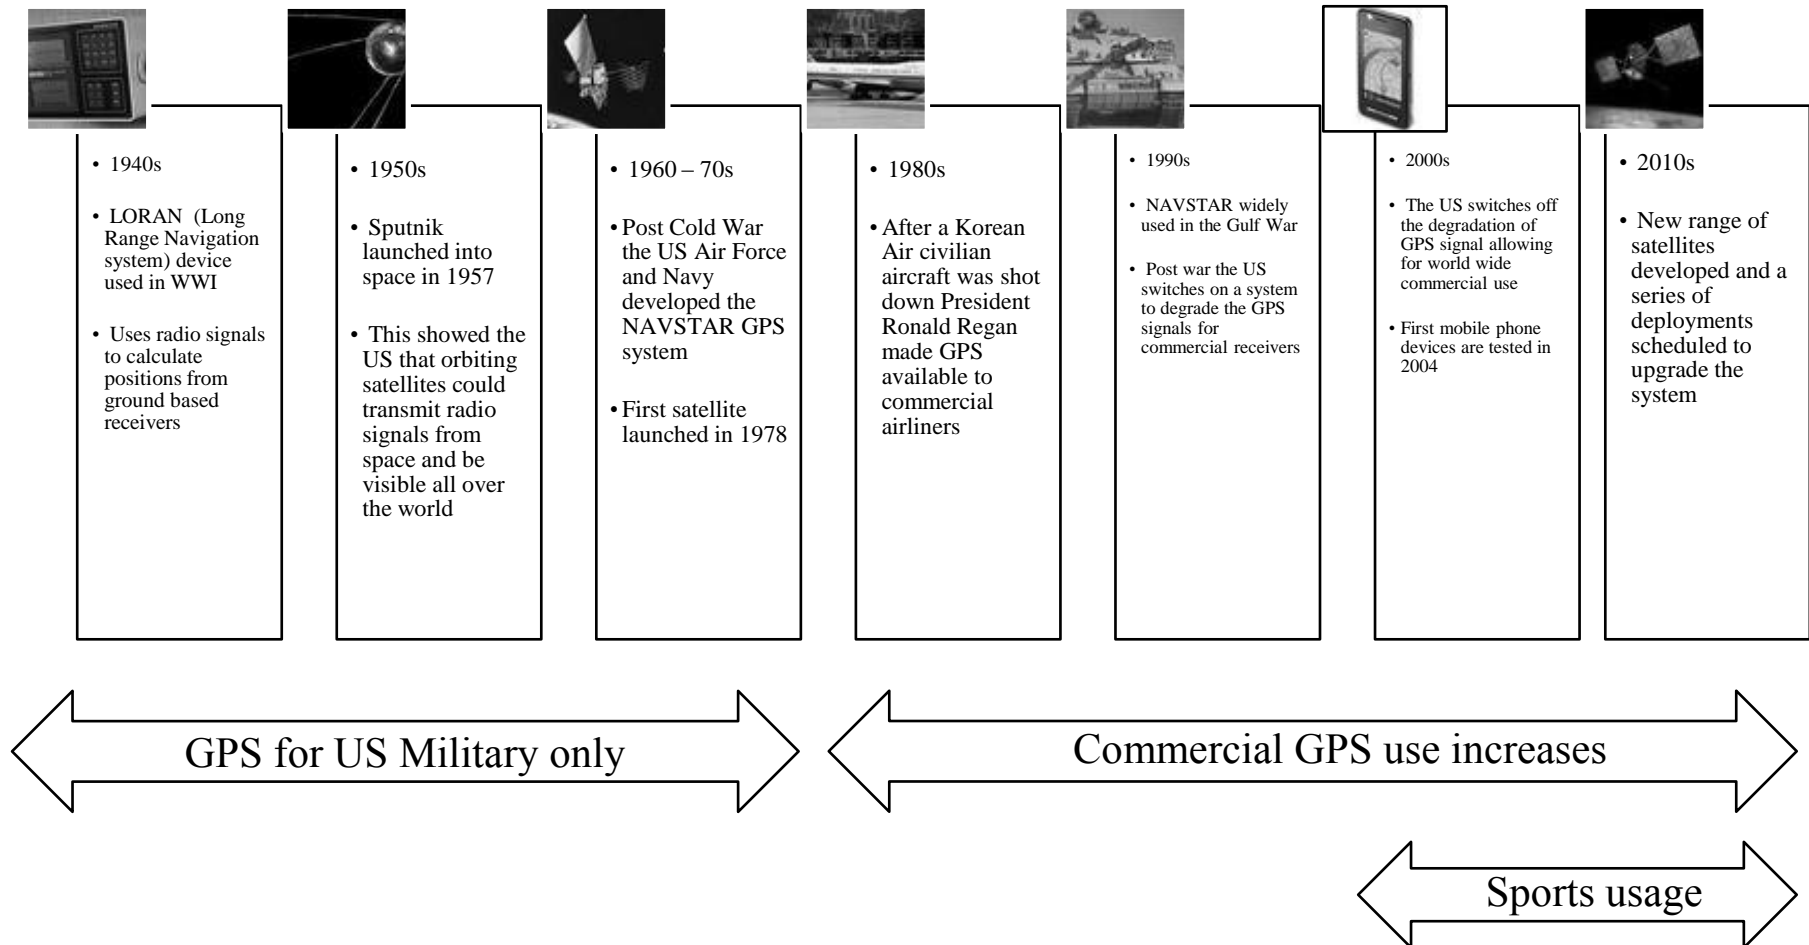 • 1940s
• LORAN (Long
Range Navigation
system) device
used in WWI
• Uses radio signals
to calculate
positions from
ground based
receivers
• 1950s
• Sputnik
launched into
space in 1957
• This showed the
US that orbiting
satellites could
transmit radio
signals from
space and be
visible all over
the world
• 1960 – 70s
• Post Cold War
the US Air Force
and Navy
developed the
NAVSTAR GPS
system
• First satellite
launched in 1978
• 1980s
• After a Korean
Air civilian
aircraft was shot
down President
Ronald Regan
made GPS
available to
commercial
airliners
• 1990s
• NAVSTAR widely
used in the Gulf War
• Post war the US
switches on a system
to degrade the GPS
signals for
commercial receivers
• 2000s
• The US switches off
the degradation of
GPS signal allowing
for world wide
commercial use
• First mobile phone
devices are tested in
2004
• 2010s
• New range of
satellites
developed and a
series of
deployments
scheduled to
upgrade the
system
GPS for US Military only
Commercial GPS use increases
Sports usage